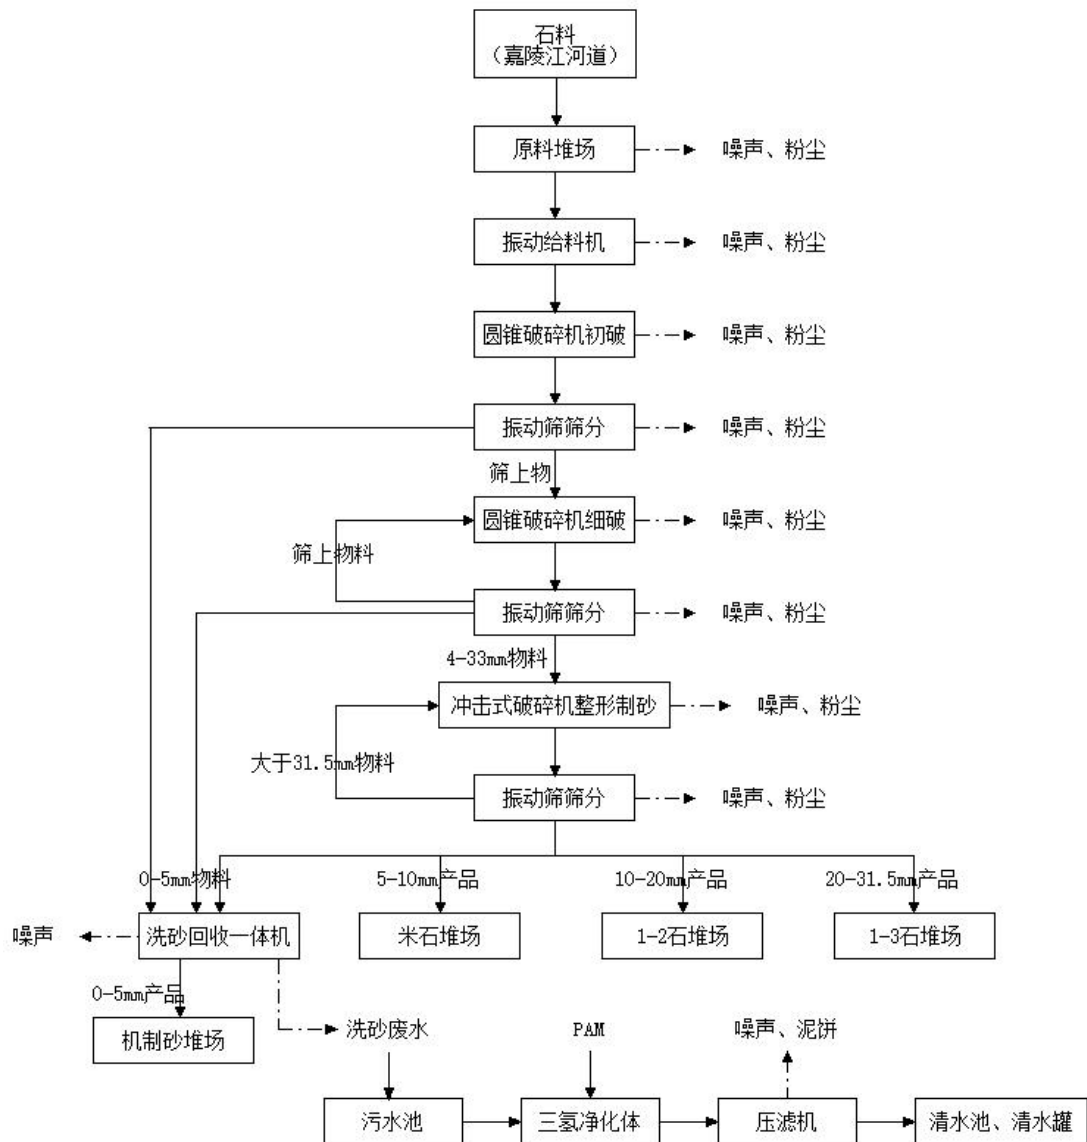 石料
（嘉陵江河道）
原料堆场
噪声、粉尘
振动给料机
噪声、粉尘
圆锥破碎机初破
噪声、粉尘
振动筛筛分
噪声、粉尘
筛上物
圆锥破碎机细破
噪声、粉尘
筛上物料
振动筛筛分
噪声、粉尘
4-33mm物料
冲击式破碎机整形制砂
噪声、粉尘
大于31.5mm物料
振动筛筛分
噪声、粉尘
0-5mm物料
5-10mm产品
10-20mm产品
20-31.5mm产品
噪声
洗砂回收一体机
米石堆场
1-2石堆场
1-3石堆场
0-5mm产品
机制砂堆场
洗砂废水
PAM
噪声、泥饼
污水池
三氢净化体
压滤机
清水池、清水罐